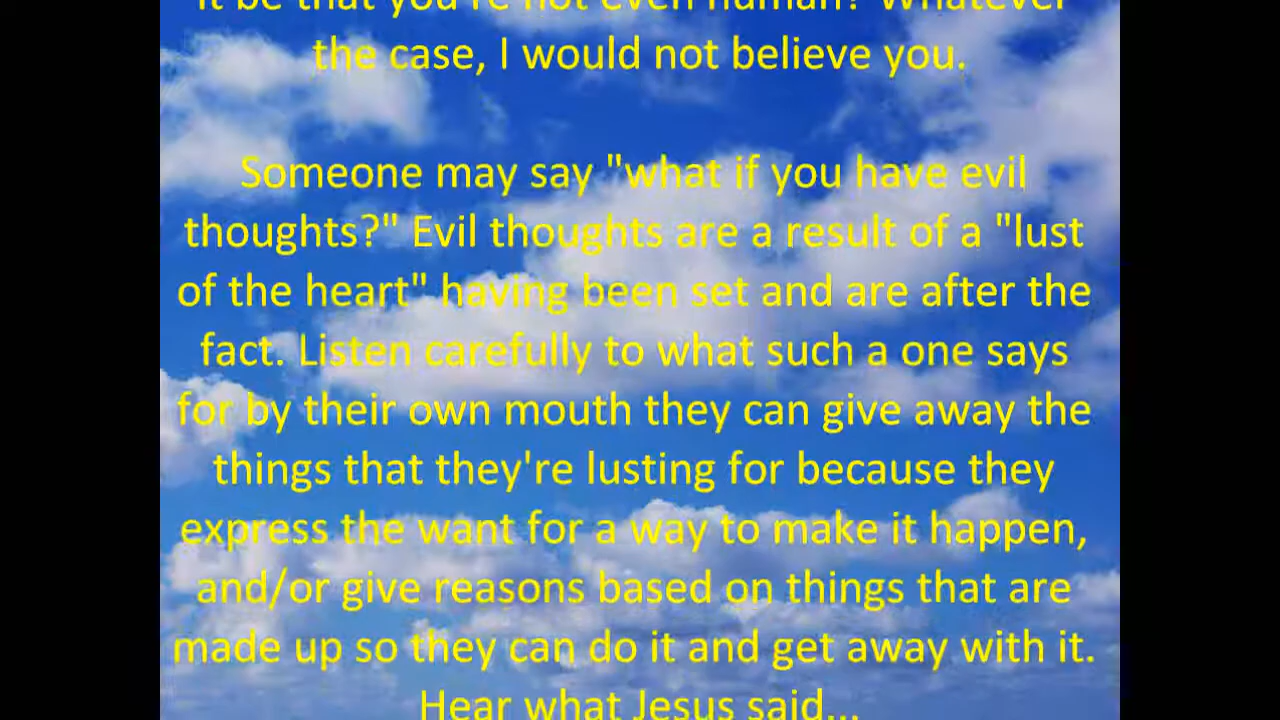 it be that you're not even human? Whatever
the case, I would not believe you.
Someone may say "what if you have evil
thoughts?" Evil thoughts are a result of a "lust
of the heart" having been set and are after the
fact. Listen carefully to what such a one says
for by their own mouth they can give away the
things that they're lusting for because they
express the want for a way to make it happen,
and/or give reasons based on things that are
made up so they can do it and get away with it.
Hear what Jesus said...